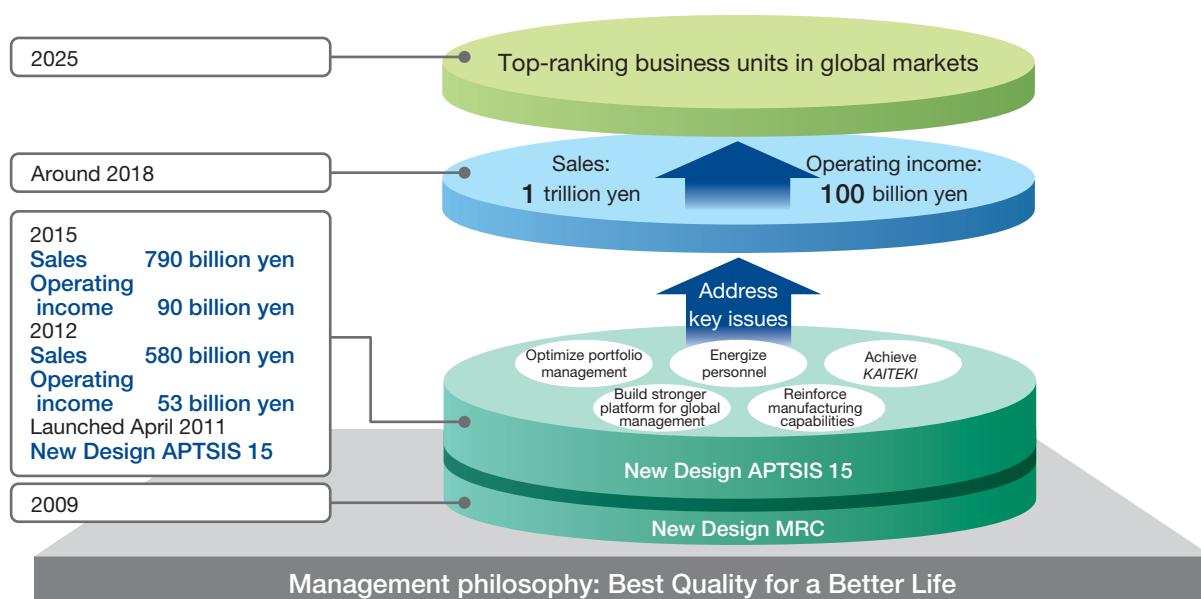 2025
Top-ranking business units in global markets
Around 2018
Sales:
1 trillion yen
Operating income:
100 billion yen
2015
Sales 790 billion yen
Operating
income 90 billion yen
2012
Sales 580 billion yen
Operating
income 53 billion yen
Launched April 2011
New Design APTSIS 15
Address
key issues
Optimize portfolio
management
Energize
personnel
Achieve
KAITEKI
Build stronger
platform for global
management
Reinforce
manufacturing
capabilities
New Design APTSIS 15
2009
New Design MRC
Management philosophy: Best Quality for a Better Life